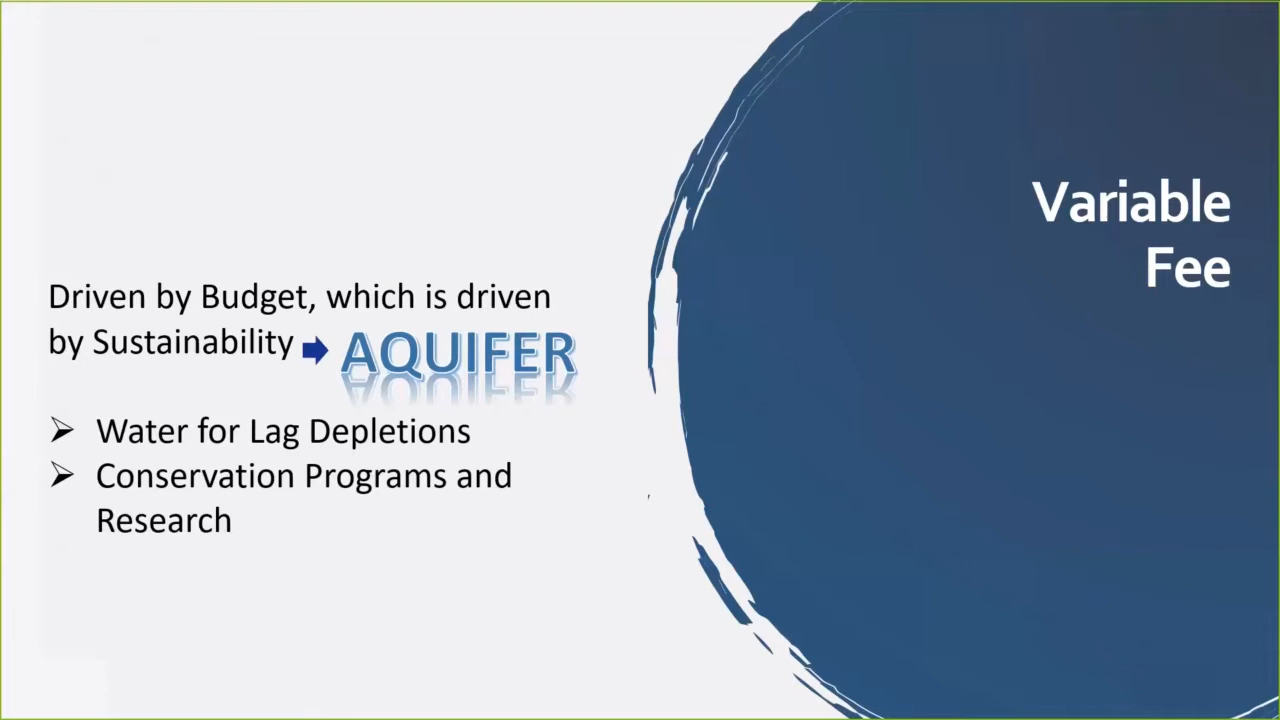 Variable
Fee
Driven by Budget, which is driven
by Sustainability AQUIFER
Water for Lag Depletions
Conservation Programs and
Research